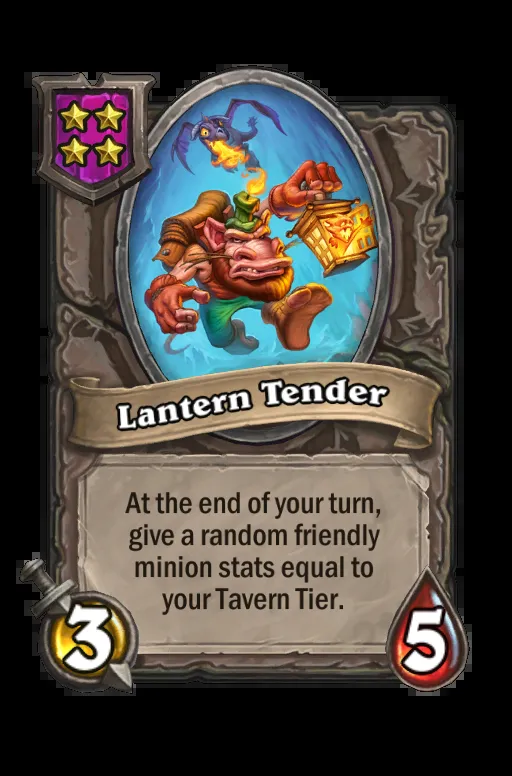 Lantern Tender
At the end of your turn,
give a random friendly
minion stats equal to
your Tavern Tier.
3
5